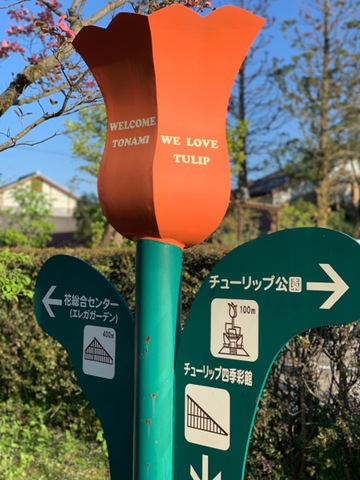 WELCOME
TONAMI
WE LOVE
TULIP
花総合センター
(エレガガーデン)
400m
チューリップ公園
100m
チューリップ四季彩館